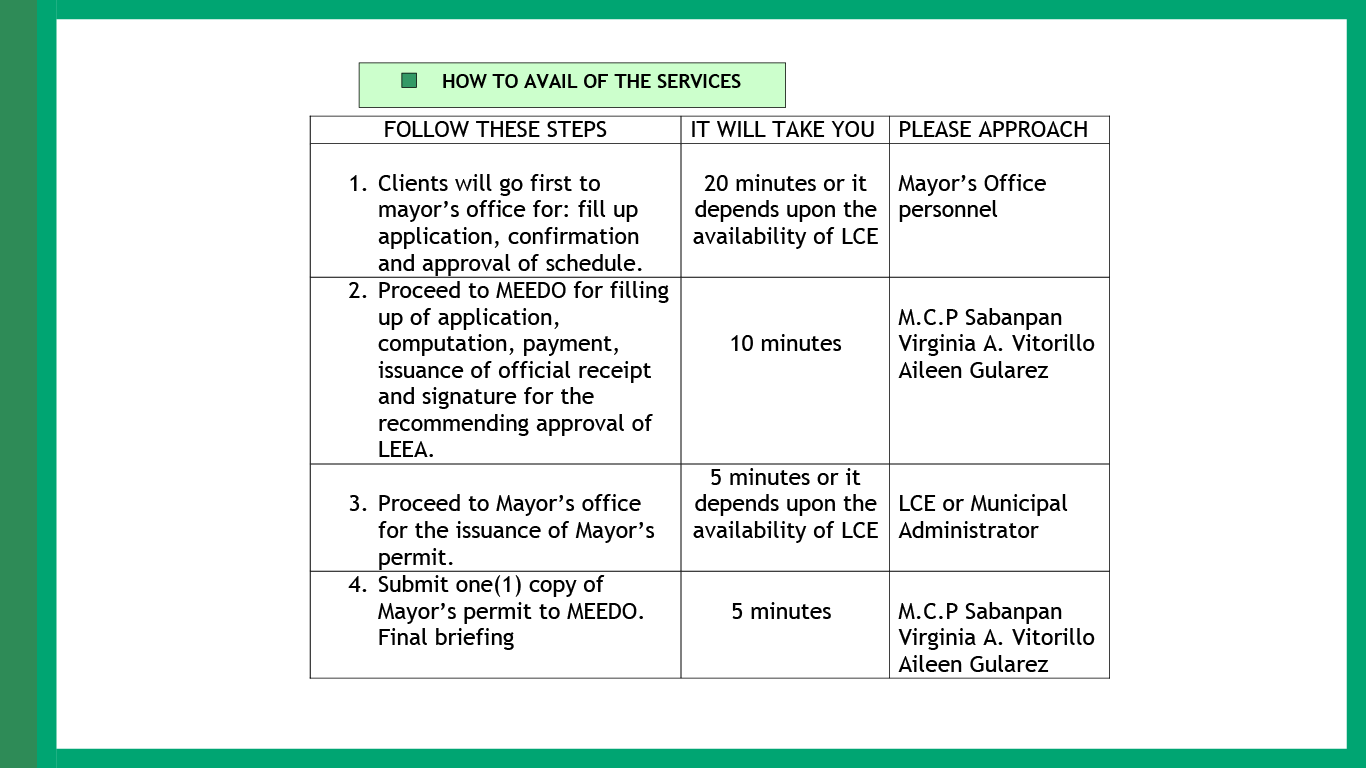 HOW TO AVAIL OF THE SERVICES
FOLLOW THESE STEPS
IT WILL TAKE YOU
PLEASE APPROACH
1. Clients will go first to
mayor’s office for: fill up
application, confirmation
and approval of schedule.
20 minutes or it
depends upon the
availability of LCE
Mayor’s Office
personnel
2. Proceed to MEEDO for filling
up of application,
computation, payment,
issuance of official receipt
and signature for the
recommending approval of
LEEA.
10 minutes
M.C.P Sabanpan
Virginia A. Vitorillo
Aileen Gularez
3. Proceed to Mayor’s office
for the issuance of Mayor’s
permit.
5 minutes or it
depends upon the
availability of LCE
LCE or Municipal
Administrator
4. Submit one(1) copy of
Mayor’s permit to MEEDO.
Final briefing
5 minutes
M.C.P Sabanpan
Virginia A. Vitorillo
Aileen Gularez